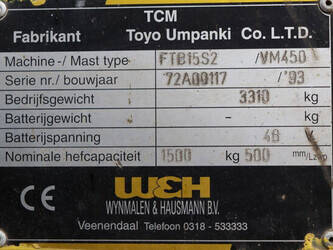 TCM
Fabrikant Toyo Umpanki Co. L.T.D.
Machine-/ Mast type FTB15S2 /VM450
Serie nr./ bouwjaar 72A00117 /'93
Bedrijfsgewicht 3310 kg
Batterijgewicht - kg
Batterijspanning 48 V
Nominale hefcapaciteit 1500 kg 500 mm/Lzwp
CE W&H
WYNMALEN & HAUSMANN B.V.
Veenendaal Telefoon 0318 - 533333